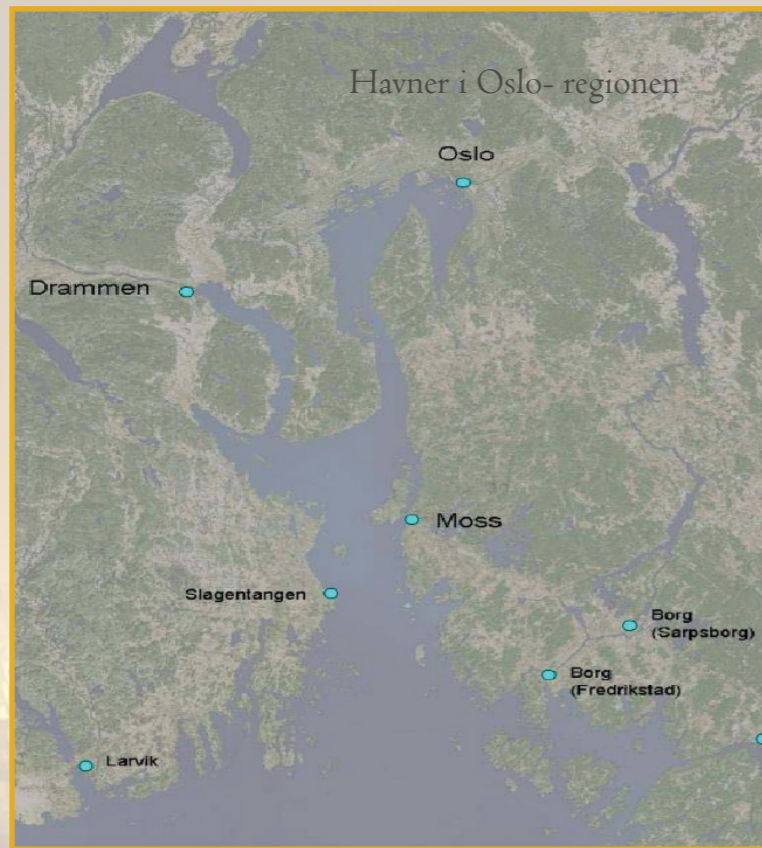 Havner i Oslo- regionen
Oslo
Drammen
Moss
Slagentangen
Borg
(Sarpsborg)
Borg
(Fredrikstad)
Larvik